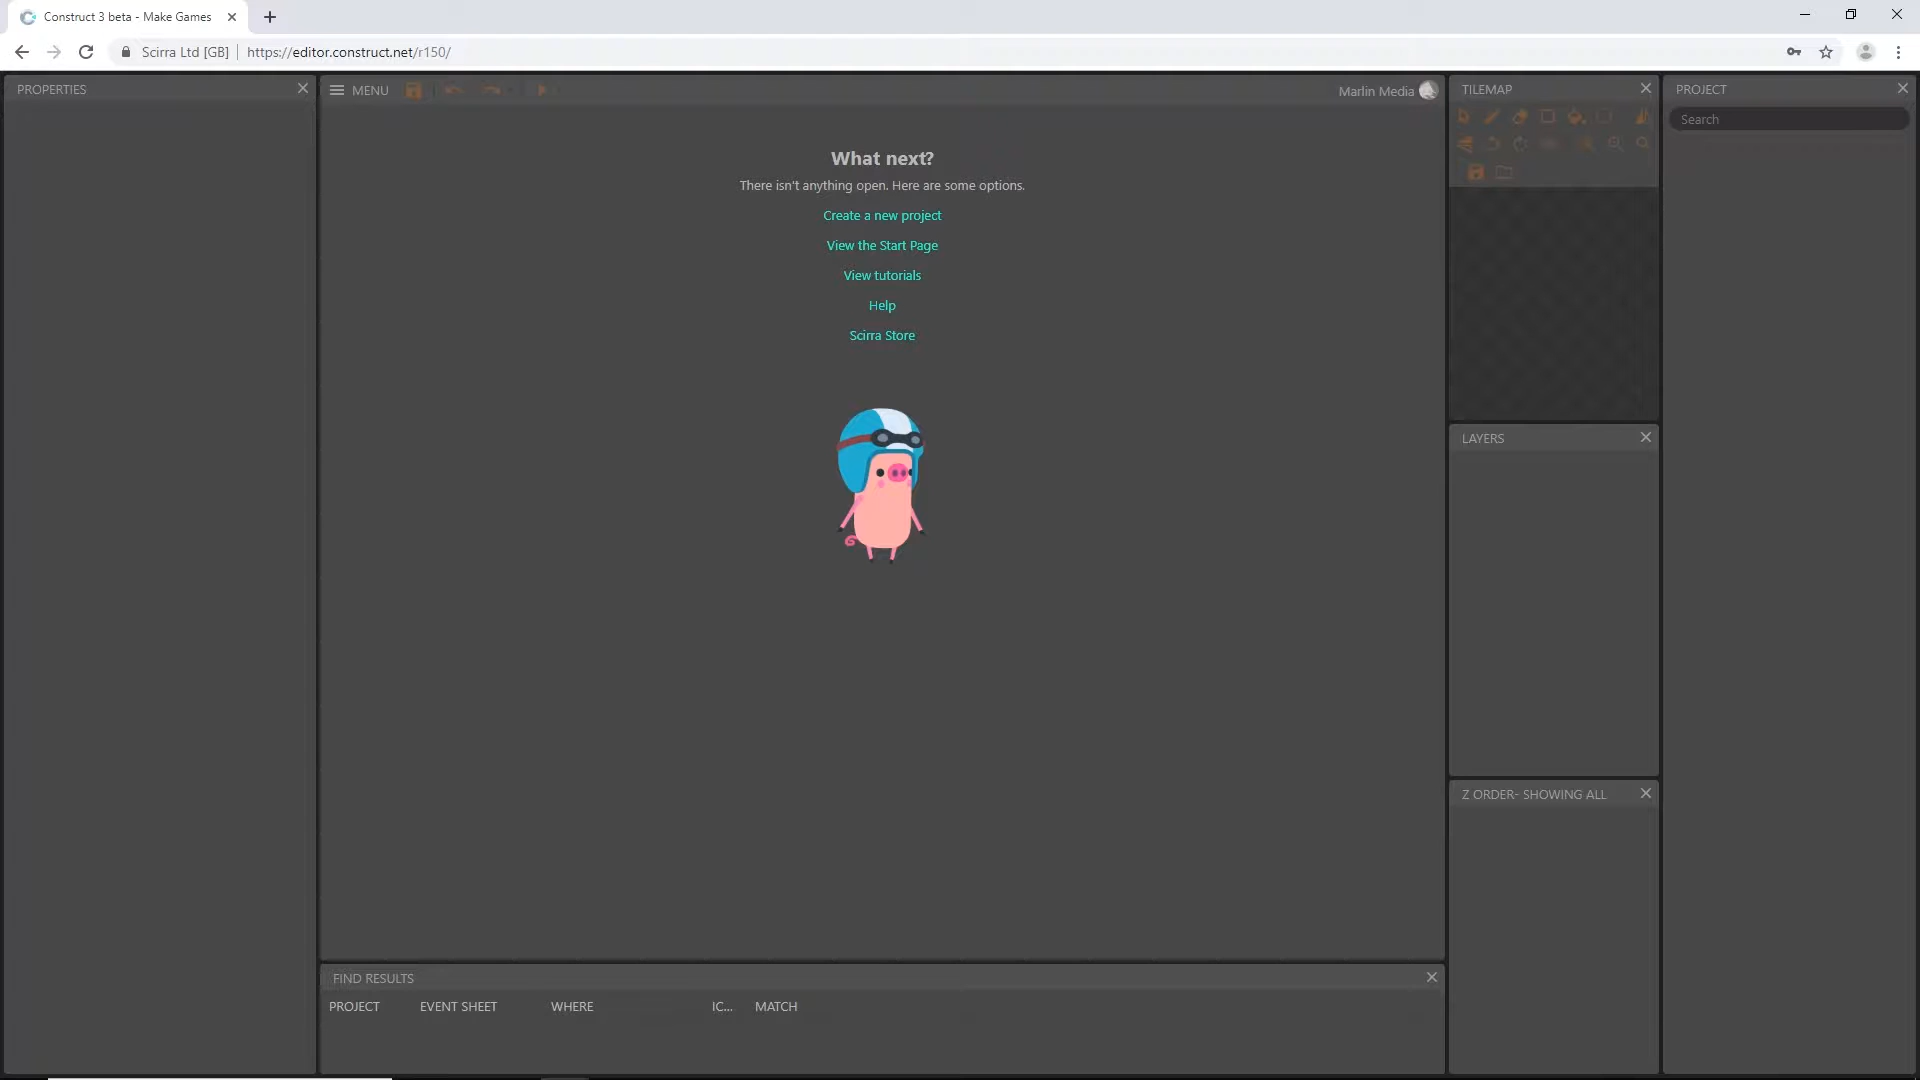 Construct 3 beta - Make Games
Scirra Ltd [GB] https://editor.construct.net/r150/
PROPERTIES
MENU
Marlin Media
What next?
There isn't anything open. Here are some options.
Create a new project
View the Start Page
View tutorials
Help
Scirra Store
FIND RESULTS
PROJECT EVENT SHEET WHERE IC... MATCH
TILEMAP
LAYERS
Z ORDER- SHOWING ALL
PROJECT
Search